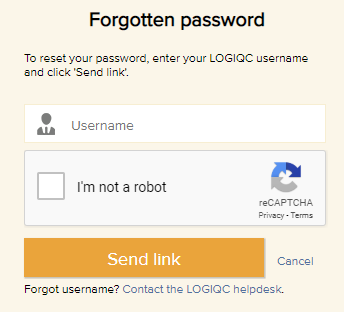 Forgotten password
To reset your password, enter your LOGIQC username
and click 'Send link'.
Username
I'm not a robot
reCAPTCHA
Privacy - Terms
Send link
Cancel
Forgot username? Contact the LOGIQC helpdesk.